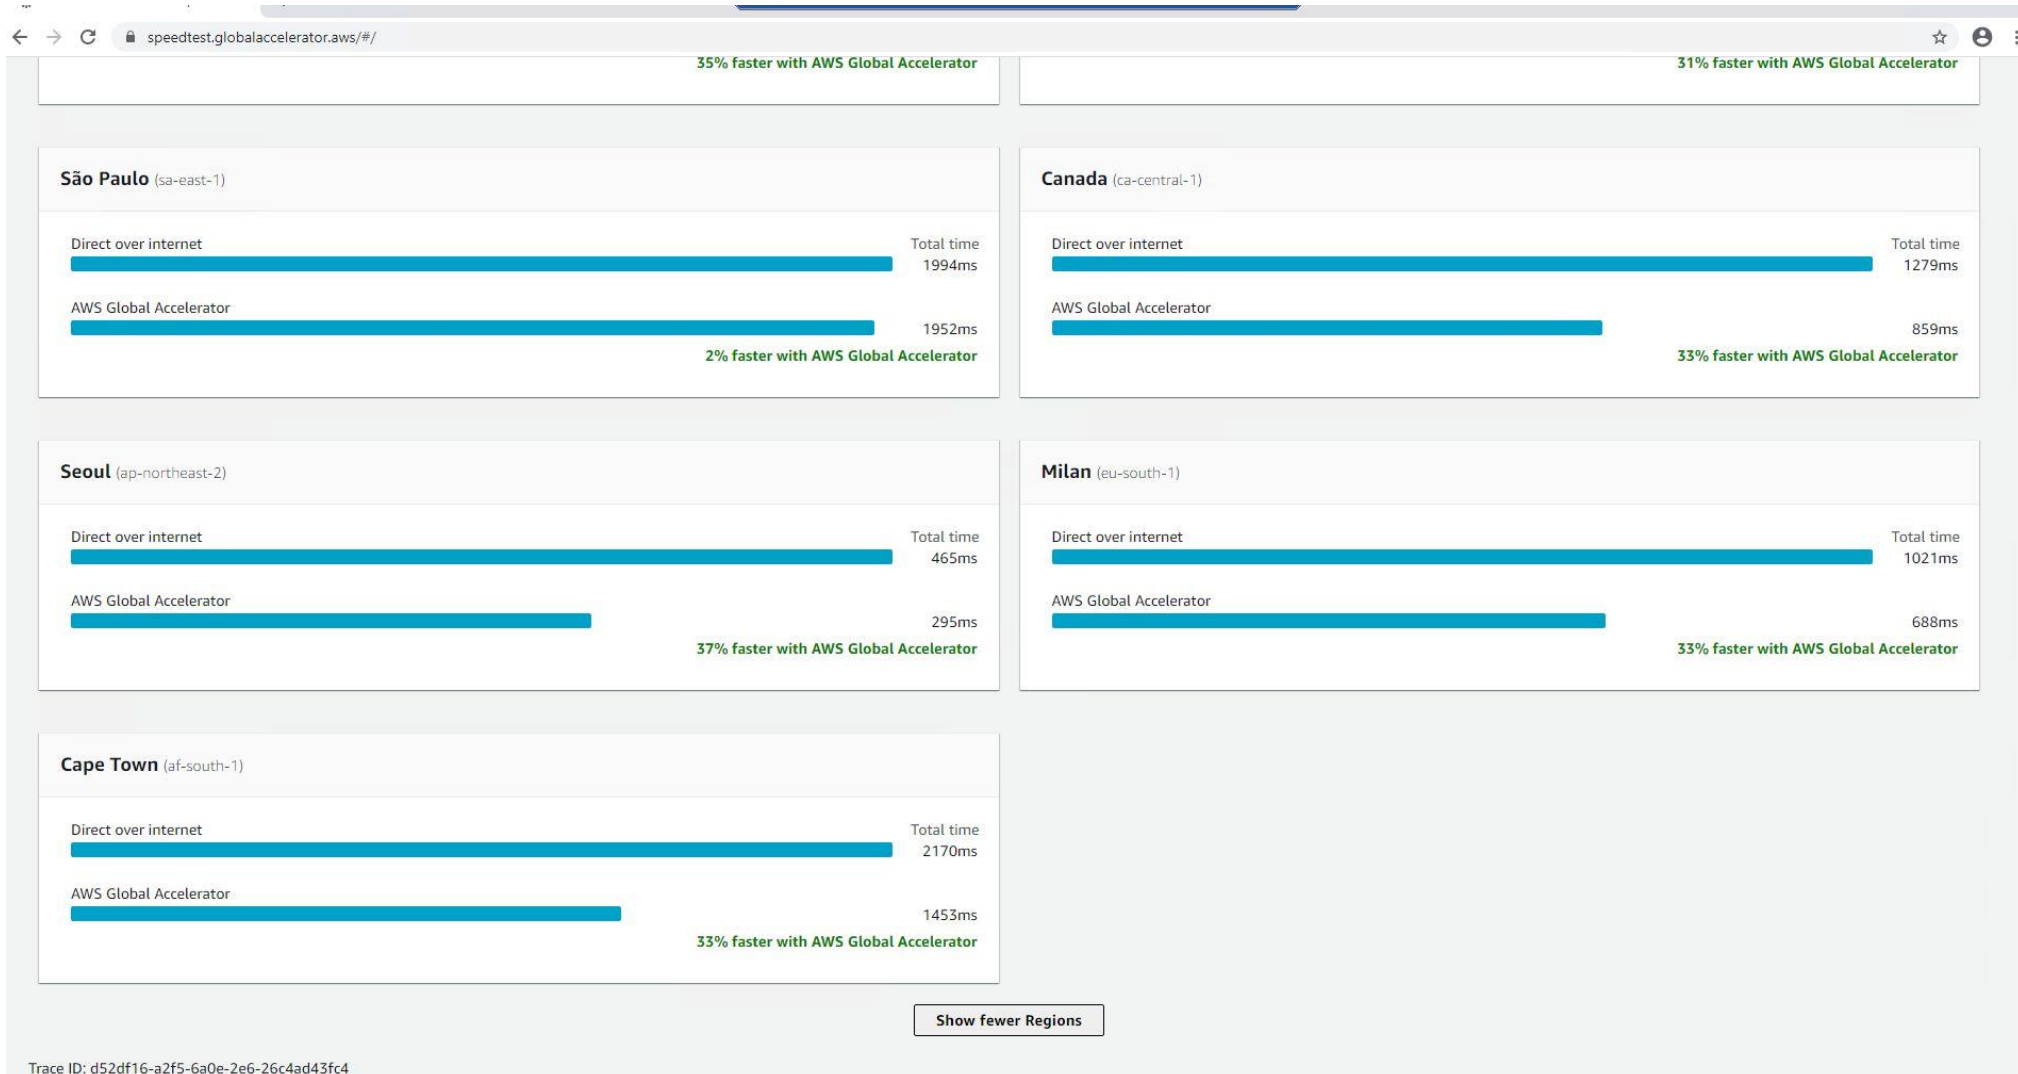 speedtest.globalaccelerator.aws/#/
35% faster with AWS Global Accelerator
31% faster with AWS Global Accelerator
São Paulo (sa-east-1)
Direct over internet Total time
1994ms
AWS Global Accelerator
1952ms
2% faster with AWS Global Accelerator
Canada (ca-central-1)
Direct over internet Total time
1279ms
AWS Global Accelerator
859ms
33% faster with AWS Global Accelerator
Seoul (ap-northeast-2)
Direct over internet Total time
465ms
AWS Global Accelerator
295ms
37% faster with AWS Global Accelerator
Milan (eu-south-1)
Direct over internet Total time
1021ms
AWS Global Accelerator
688ms
33% faster with AWS Global Accelerator
Cape Town (af-south-1)
Direct over internet Total time
2170ms
AWS Global Accelerator
1453ms
33% faster with AWS Global Accelerator
Show fewer Regions
Trace ID: d52df16-a2f5-6a0e-2e6-26c4ad43fc4